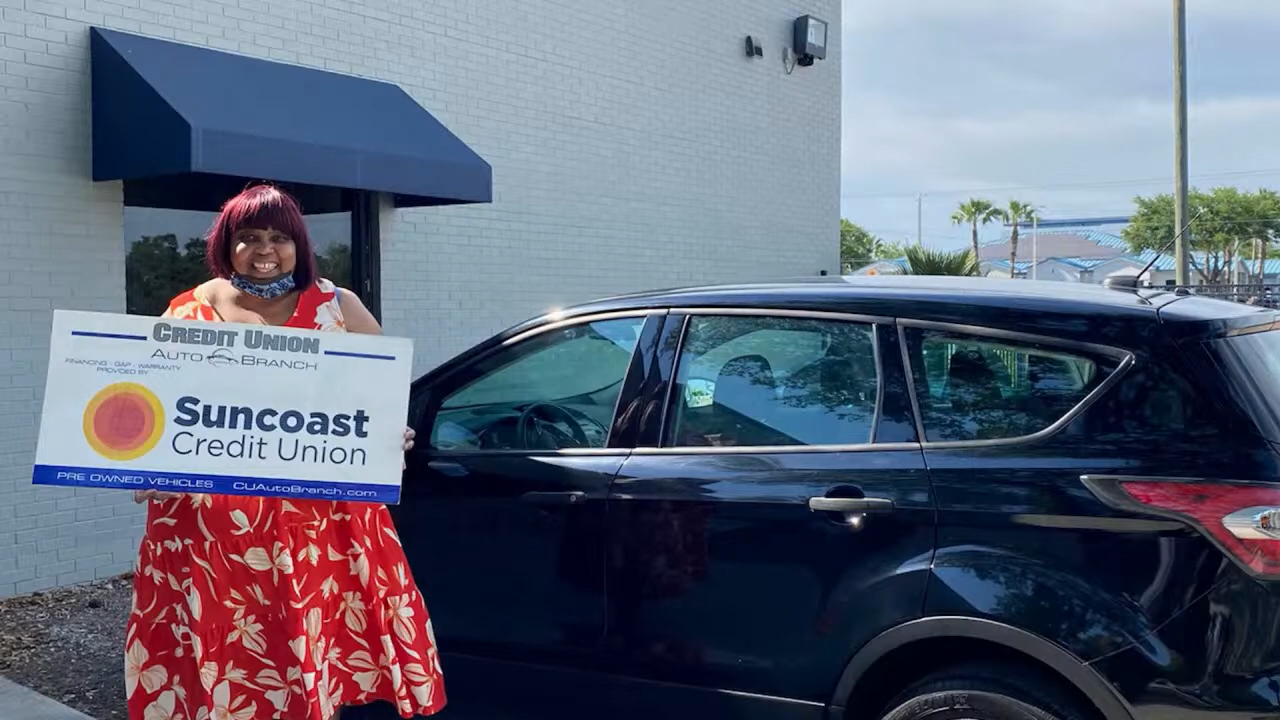 CREDIT UNION
AUTO BRANCH
FINANCING - GAP - WARRANTY
PROVIDED BY
Suncoast
Credit Union
PRE OWNED VEHICLES CUAutoBranch.com